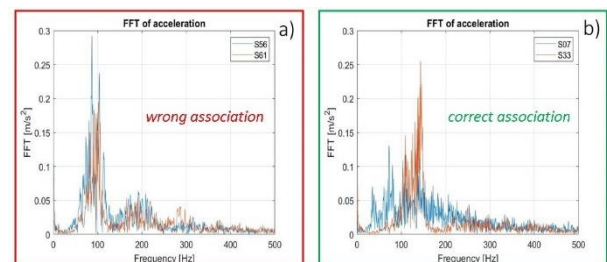 FFT of acceleration
a)
S56
S61
wrong association
FFT [m/s²]
0.3
0.25
0.2
0.15
0.1
0.05
0
0 100 200 300 400 500
Frequency [Hz]
FFT of acceleration
b)
S07
S33
correct association
FFT [m/s²]
0.3
0.25
0.2
0.15
0.1
0.05
0
0 100 200 300 400 500
Frequency [Hz]